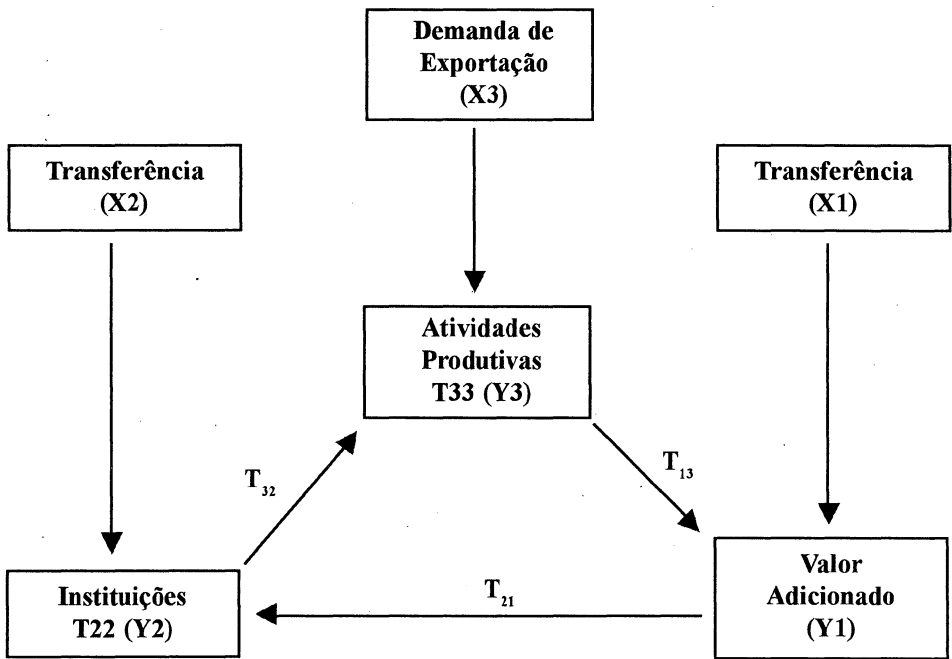 Demanda de
Exportação
(X3)
Transferência
(X2)
Transferência
(X1)
Atividades
Produtivas
T33 (Y3)
T₃₂
T₁₃
Instituições
T22 (Y2)
T₂₁
Valor
Adicionado
(Y1)